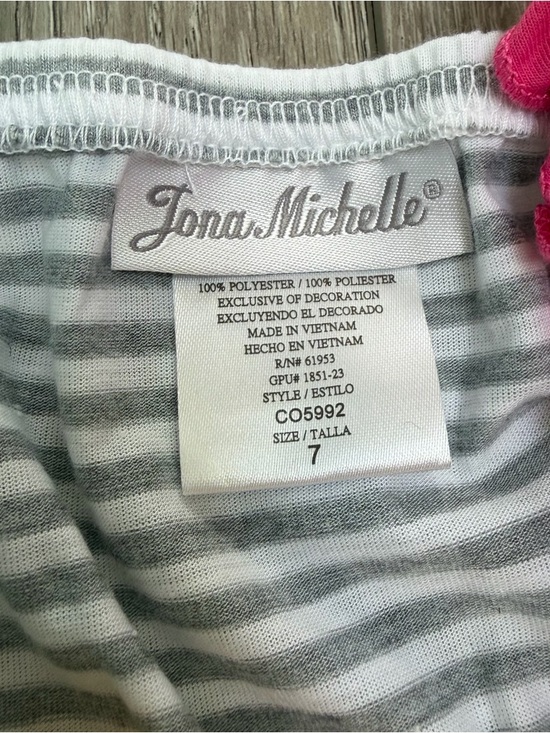 Jona Michelle®
100% POLYESTER / 100% POLIESTER
EXCLUSIVE OF DECORATION
EXCLUYENDO EL DECORADO
MADE IN VIETNAM
HECHO EN VIETNAM
R/N# 61953
GPU# 1851-23
STYLE / ESTILO
CO5992
SIZE / TALLA
7